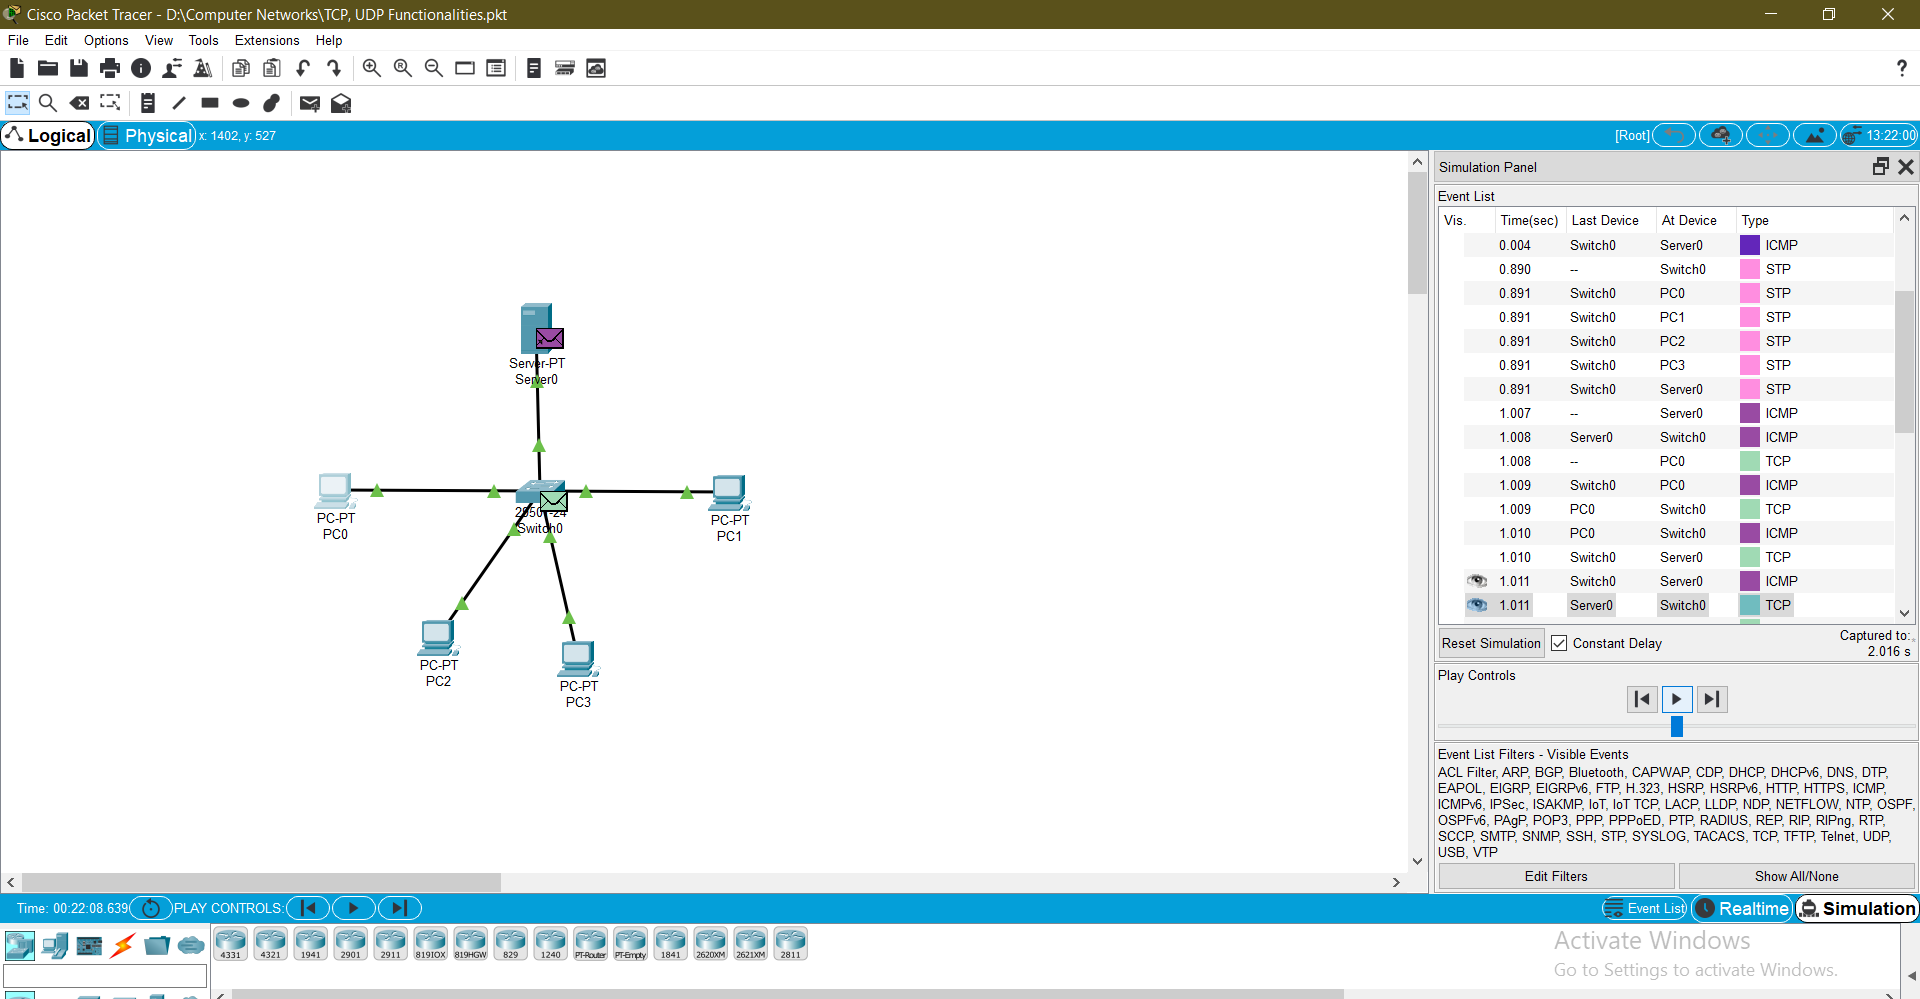 Cisco Packet Tracer - D:\Computer Networks\TCP, UDP Functionalities.pkt
File Edit Options View Tools Extensions Help
?
Logical Physical x: 1402, y: 527 [Root] 13:22:00
Simulation Panel
Event List
Vis. Time(sec) Last Device At Device Type
0.004 Switch0 Server0 ICMP
0.890 -- Switch0 STP
0.891 Switch0 PC0 STP
0.891 Switch0 PC1 STP
0.891 Switch0 PC2 STP
0.891 Switch0 PC3 STP
0.891 Switch0 Server0 STP
1.007 -- Server0 ICMP
1.008 Server0 Switch0 ICMP
1.008 -- PC0 TCP
1.009 Switch0 PC0 ICMP
1.009 PC0 Switch0 TCP
1.010 PC0 Switch0 ICMP
1.010 Switch0 Server0 TCP
1.011 Switch0 Server0 ICMP
1.011 Server0 Switch0 TCP
Server-PT
Server0
PC-PT
PC0
Switch0
PC-PT
PC1
PC-PT
PC2
PC-PT
PC3
Reset Simulation Constant Delay Captured to:
2.016 s
Play Controls
Event List Filters - Visible Events
ACL Filter, ARP, BGP, Bluetooth, CAPWAP, CDP, DHCP, DHCPv6, DNS, DTP,
EAPOL, EIGRP, EIGRPv6, FTP, H.323, HSRP, HSRPv6, HTTP, HTTPS, ICMP,
ICMPv6, IPSec, ISAKMP, IoT, IoT TCP, LACP, LLDP, NDP, NETFLOW, NTP, OSPF,
OSPFv6, PAgP, POP3, PPP, PPPoED, PTP, RADIUS, REP, RIP, RIPng, RTP,
SCCP, SMTP, SNMP, SSH, STP, SYSLOG, TACACS, TCP, TFTP, Telnet, UDP,
USB, VTP
Edit Filters Show All/None
Time: 00:22:08.639 PLAY CONTROLS: Event List Realtime Simulation
4331 4321 1941 2901 2911 819IOX 819HGW 829 1240 PT-Router PT-Empty 1841 2620XM 2621XM 2811
Activate Windows
Go to Settings to activate Windows.